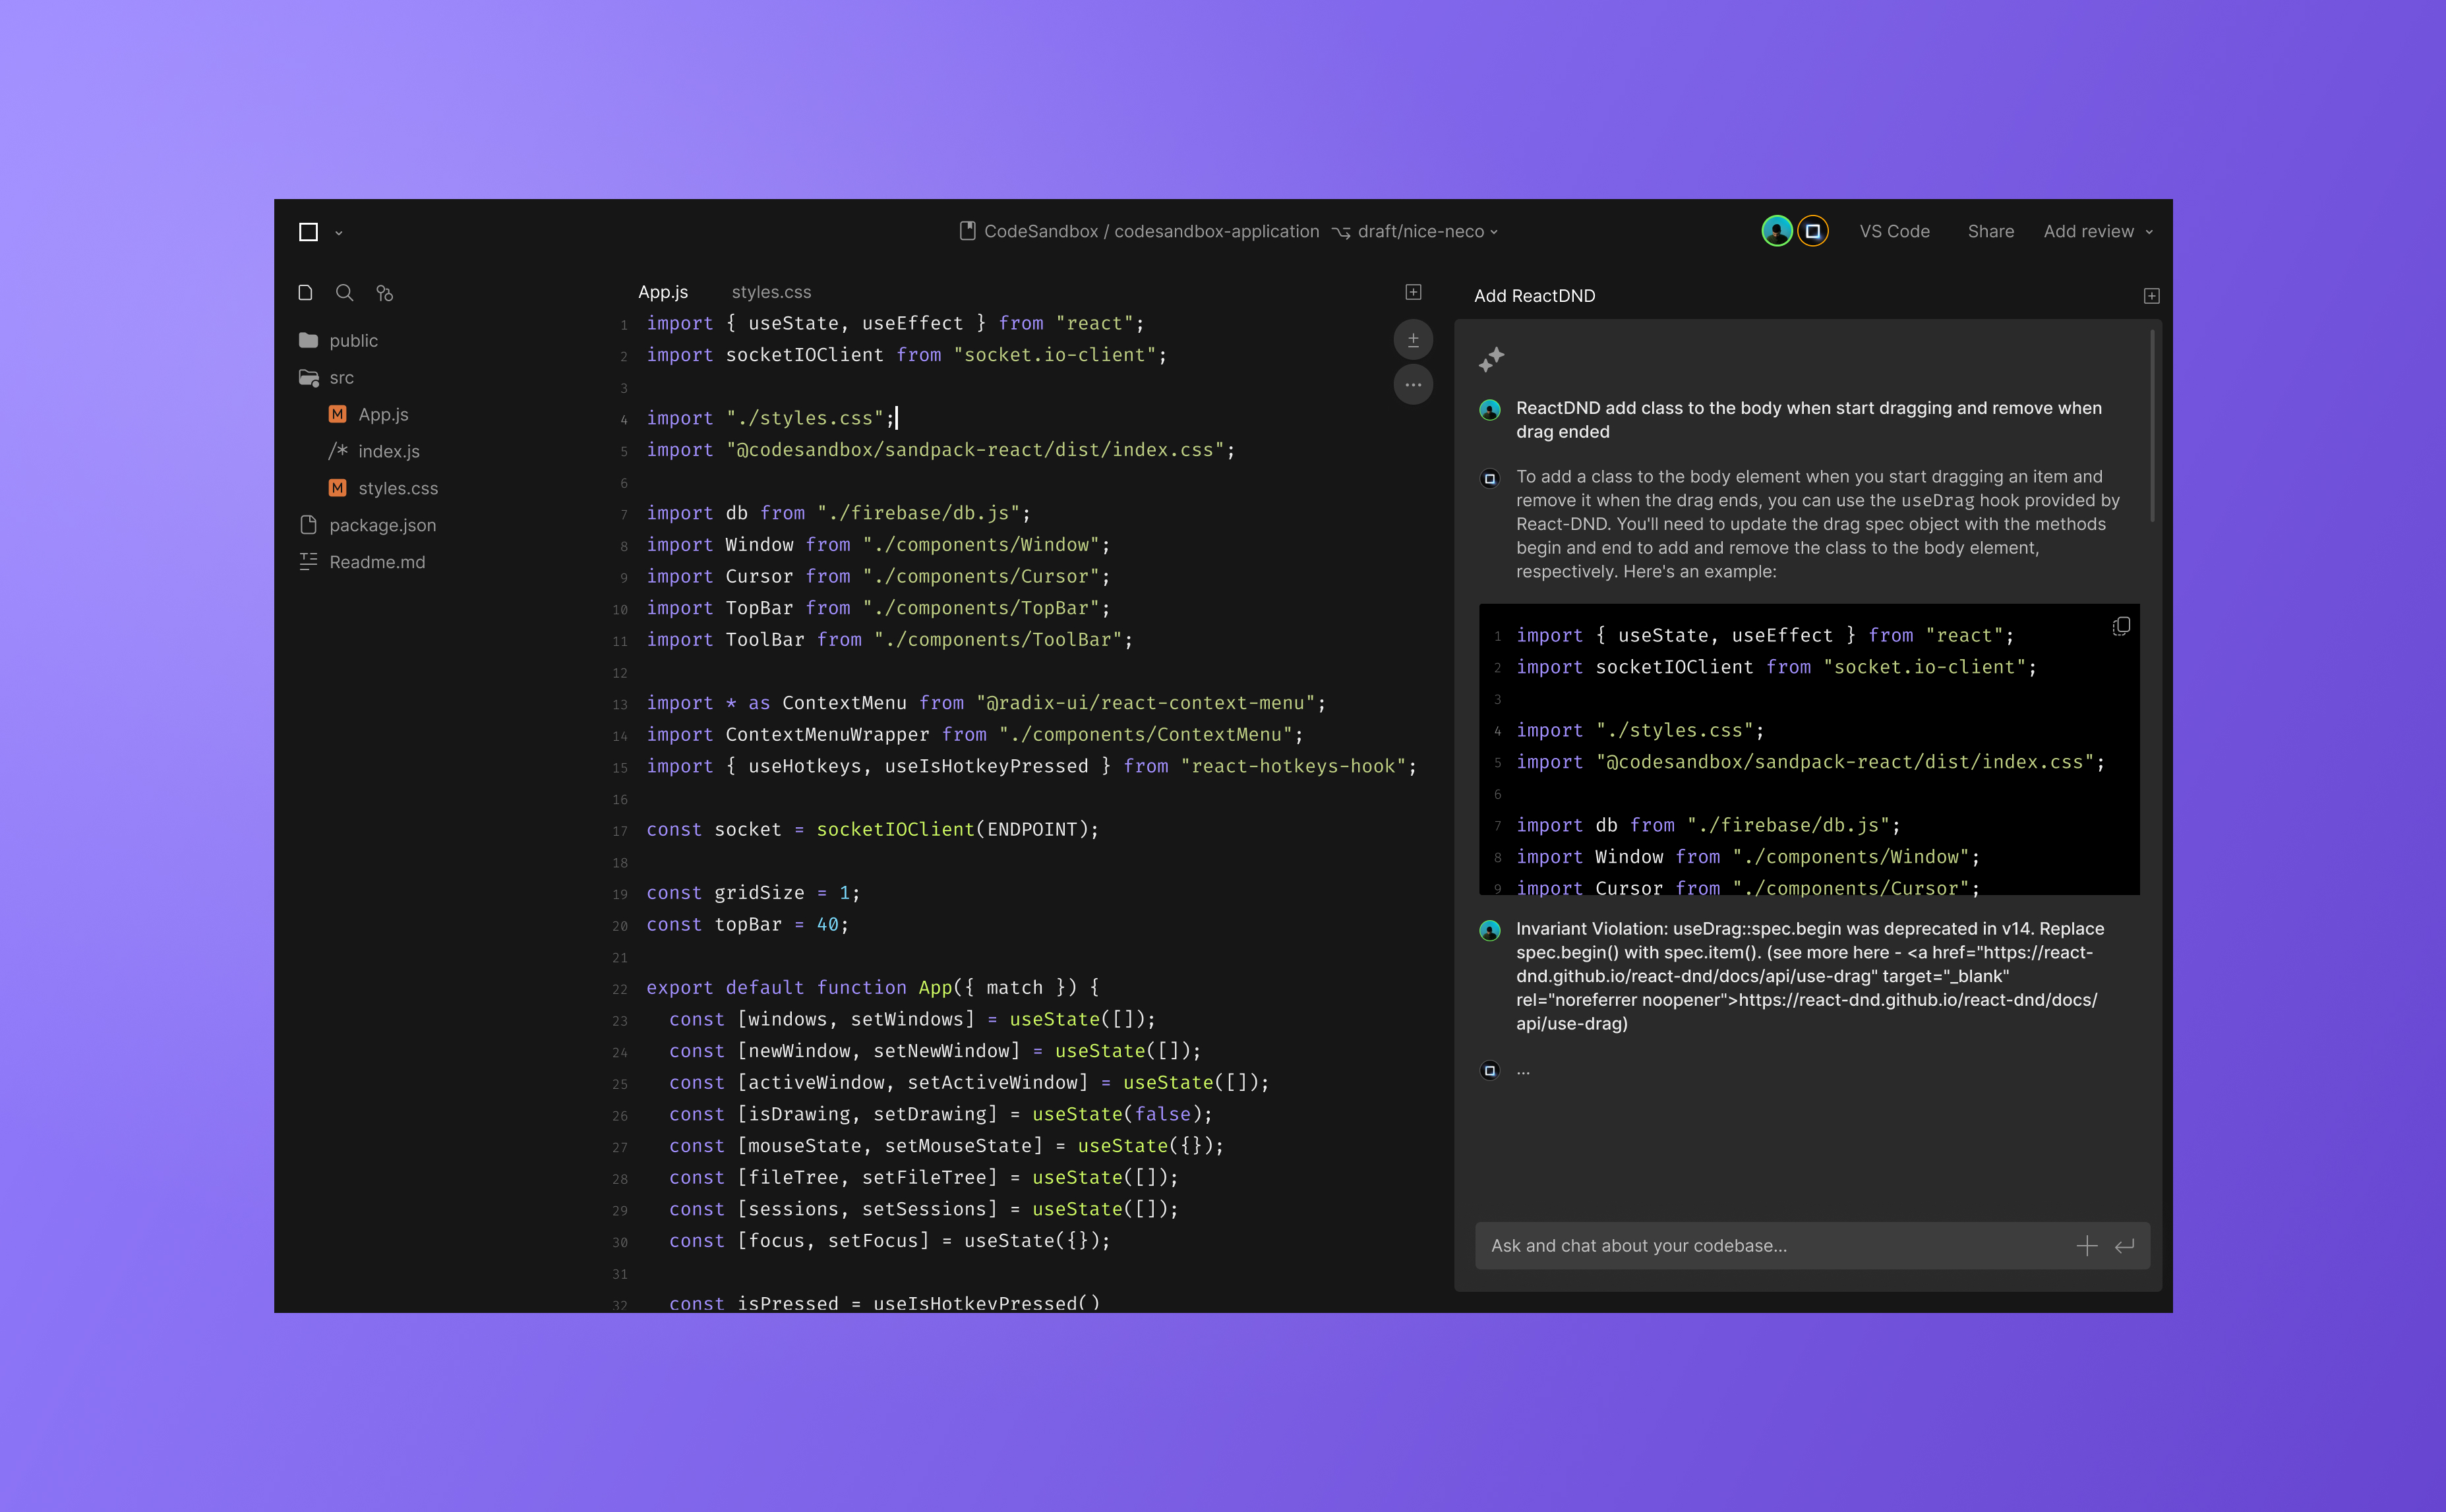 CodeSandbox / codesandbox-application draft/nice-neco
VS Code
Share
Add review
public
src
M App.js
/* index.js
M styles.css
package.json
Readme.md
App.js styles.css
1 import { useState, useEffect } from "react";
2 import socketIOClient from "socket.io-client";
3
4 import "./styles.css";
5 import "@codesandbox/sandpack-react/dist/index.css";
6
7 import db from "./firebase/db.js";
8 import Window from "./components/Window";
9 import Cursor from "./components/Cursor";
10 import TopBar from "./components/TopBar";
11 import ToolBar from "./components/ToolBar";
12
13 import * as ContextMenu from "@radix-ui/react-context-menu";
14 import ContextMenuWrapper from "./components/ContextMenu";
15 import { useHotkeys, useIsHotkeyPressed } from "react-hotkeys-hook";
16
17 const socket = socketIOClient(ENDPOINT);
18
19 const gridSize = 1;
20 const topBar = 40;
21
22 export default function App({ match }) {
23 const [windows, setWindows] = useState([]);
24 const [newWindow, setNewWindow] = useState([]);
25 const [activeWindow, setActiveWindow] = useState([]);
26 const [isDrawing, setDrawing] = useState(false);
27 const [mouseState, setMouseState] = useState({});
28 const [fileTree, setFileTree] = useState([]);
29 const [sessions, setSessions] = useState([]);
30 const [focus, setFocus] = useState({});
31
32 const isPressed = useIsHotkeyPressed()
Add ReactDND
ReactDND add class to the body when start dragging and remove when
drag ended
To add a class to the body element when you start dragging an item and
remove it when the drag ends, you can use the useDrag hook provided by
React-DND. You'll need to update the drag spec object with the methods
begin and end to add and remove the class to the body element,
respectively. Here's an example:
1 import { useState, useEffect } from "react";
2 import socketIOClient from "socket.io-client";
3
4 import "./styles.css";
5 import "@codesandbox/sandpack-react/dist/index.css";
6
7 import db from "./firebase/db.js";
8 import Window from "./components/Window";
9 import Cursor from "./components/Cursor";
Invariant Violation: useDrag::spec.begin was deprecated in v14. Replace
spec.begin() with spec.item(). (see more here - <a href="https://react-
dnd.github.io/react-dnd/docs/api/use-drag" target="_blank"
rel="noreferrer noopener">https://react-dnd.github.io/react-dnd/docs/
api/use-drag)
...
Ask and chat about your codebase...